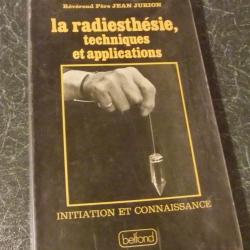 Révérend Père JEAN JURION
la radiesthésie,
techniques
et applications
INITIATION ET CONNAISSANCE
belfond